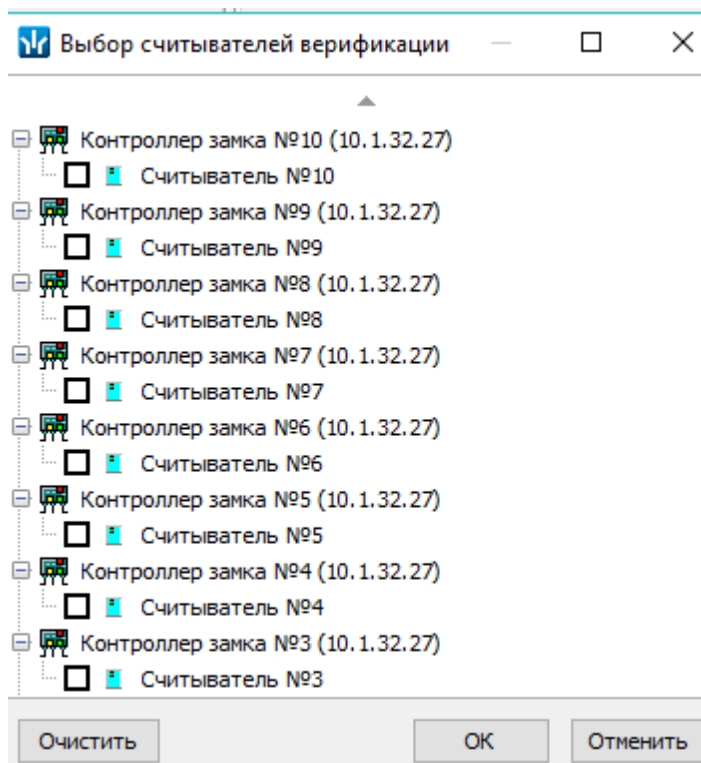 Выбор считывателей верификации
Контроллер замка №10 (10.1.32.27)
Считыватель №10
Контроллер замка №9 (10.1.32.27)
Считыватель №9
Контроллер замка №8 (10.1.32.27)
Считыватель №8
Контроллер замка №7 (10.1.32.27)
Считыватель №7
Контроллер замка №6 (10.1.32.27)
Считыватель №6
Контроллер замка №5 (10.1.32.27)
Считыватель №5
Контроллер замка №4 (10.1.32.27)
Считыватель №4
Контроллер замка №3 (10.1.32.27)
Считыватель №3
Очистить ОК Отменить